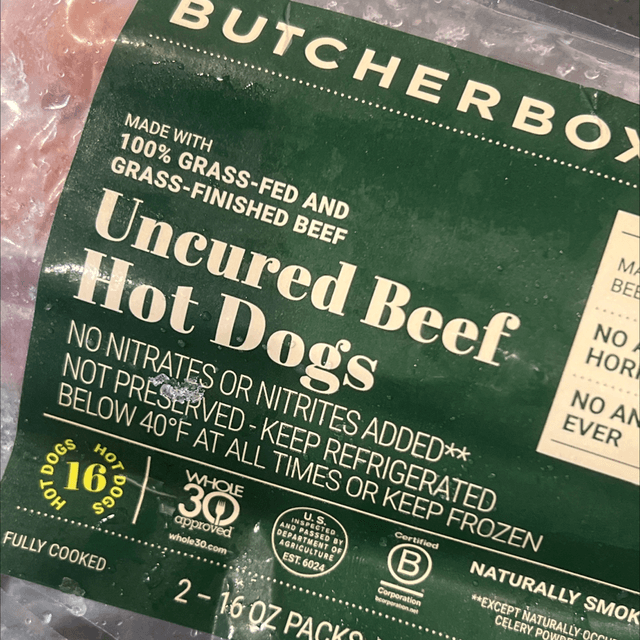 BUTCHERBOX
MADE WITH
100% GRASS-FED AND
GRASS-FINISHED BEEF
Uncured Beef
Hot Dogs
NO NITRATES OR NITRITES ADDED**
NOT PRESERVED - KEEP REFRIGERATED
BELOW 40°F AT ALL TIMES OR KEEP FROZEN
NO
HOR
NO AN
EVER
HOT DOGS
16
HOT DOGS
WHOLE
30
approved
whole30.com
U.S.
INSPECTED
AND PASSED BY
DEPARTMENT OF
AGRICULTURE
EST. 6024
Certified
B
Corporation
FULLY COOKED
2 - 16 OZ PACKS
NATURALLY SMO
**EXCEPT NATURALLY OCCU
CELERY POWD